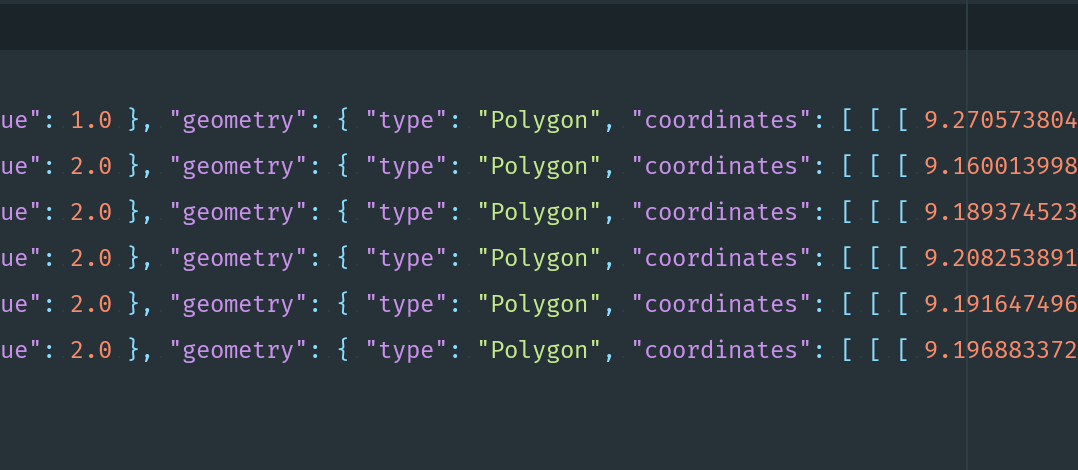 ue": 1.0 }, "geometry": { "type": "Polygon", "coordinates": [ [ [ 9.270573804
ue": 2.0 }, "geometry": { "type": "Polygon", "coordinates": [ [ [ 9.160013998
ue": 2.0 }, "geometry": { "type": "Polygon", "coordinates": [ [ [ 9.189374523
ue": 2.0 }, "geometry": { "type": "Polygon", "coordinates": [ [ [ 9.208253891
ue": 2.0 }, "geometry": { "type": "Polygon", "coordinates": [ [ [ 9.191647496
ue": 2.0 }, "geometry": { "type": "Polygon", "coordinates": [ [ [ 9.196883372